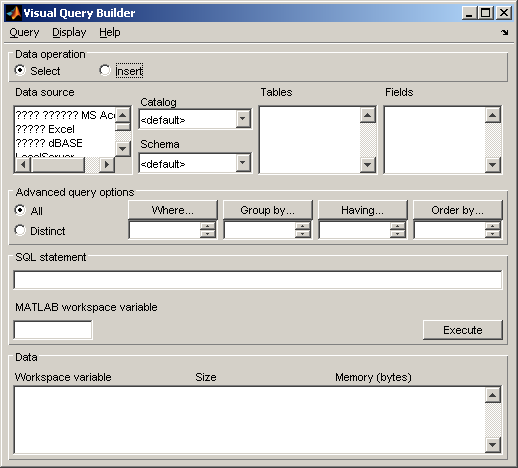 Visual Query Builder
Query Display Help
Data operation
Select Insert
Data source
???? ?????? MS Acc
????? Excel
????? dBASE
LocalServer
Catalog
<default>
Schema
<default>
Tables
Fields
Advanced query options
All
Distinct
Where...
Group by...
Having...
Order by...
SQL statement
MATLAB workspace variable
Execute
Data
Workspace variable Size Memory (bytes)